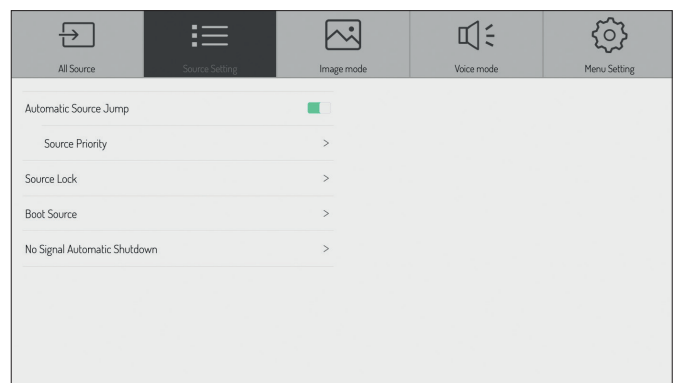 All Source
Source Setting
Image mode
Voice mode
Menu Setting
Automatic Source Jump
Source Priority >
Source Lock >
Boot Source >
No Signal Automatic Shutdown >